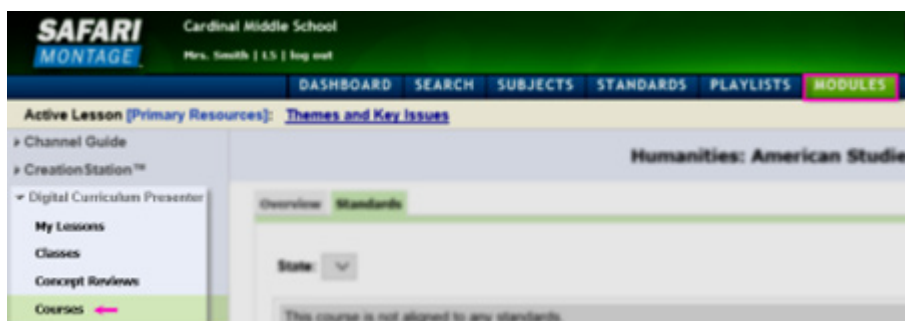 SAFARI
MONTAGE
Cardinal Middle School
Mrs. Smith | LS | log out
DASHBOARD SEARCH SUBJECTS STANDARDS PLAYLISTS MODULES
Active Lesson [Primary Resources]: Themes and Key Issues
Channel Guide
CreationStation™
Digital Curriculum Presenter
My Lessons
Classes
Concept Reviews
Courses
Humanities: American Studie
Overview Standards
State:
This course is not aligned to any standards.